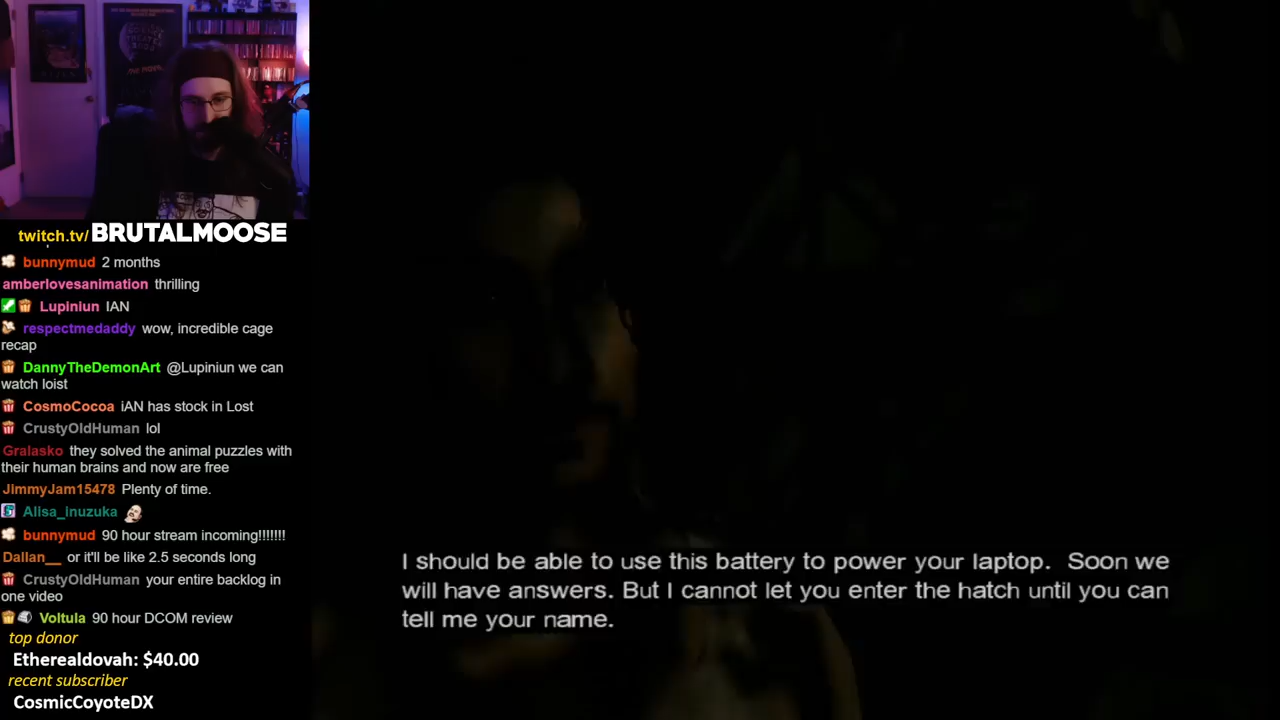 twitch.tv/BRUTALMOOSE
bunnymud 2 months
amberlovesanimation thrilling
Lupiniun IAN
respectmedaddy wow, incredible cage
recap
DannyTheDemonArt @Lupiniun we can
watch loist
CosmoCocoa iAN has stock in Lost
CrustyOldHuman lol
Gralasko they solved the animal puzzles with
their human brains and now are free
JimmyJam15478 Plenty of time.
Alisa_inuzuka
bunnymud 90 hour stream incoming!!!!!!!
Dallan__ or it'll be like 2.5 seconds long
CrustyOldHuman your entire backlog in
one video
Voltula 90 hour DCOM review
top donor
Etherealdovah: $40.00
recent subscriber
CosmicCoyoteDX
I should be able to use this battery to power your laptop. Soon we
will have answers. But I cannot let you enter the hatch until you can
tell me your name.